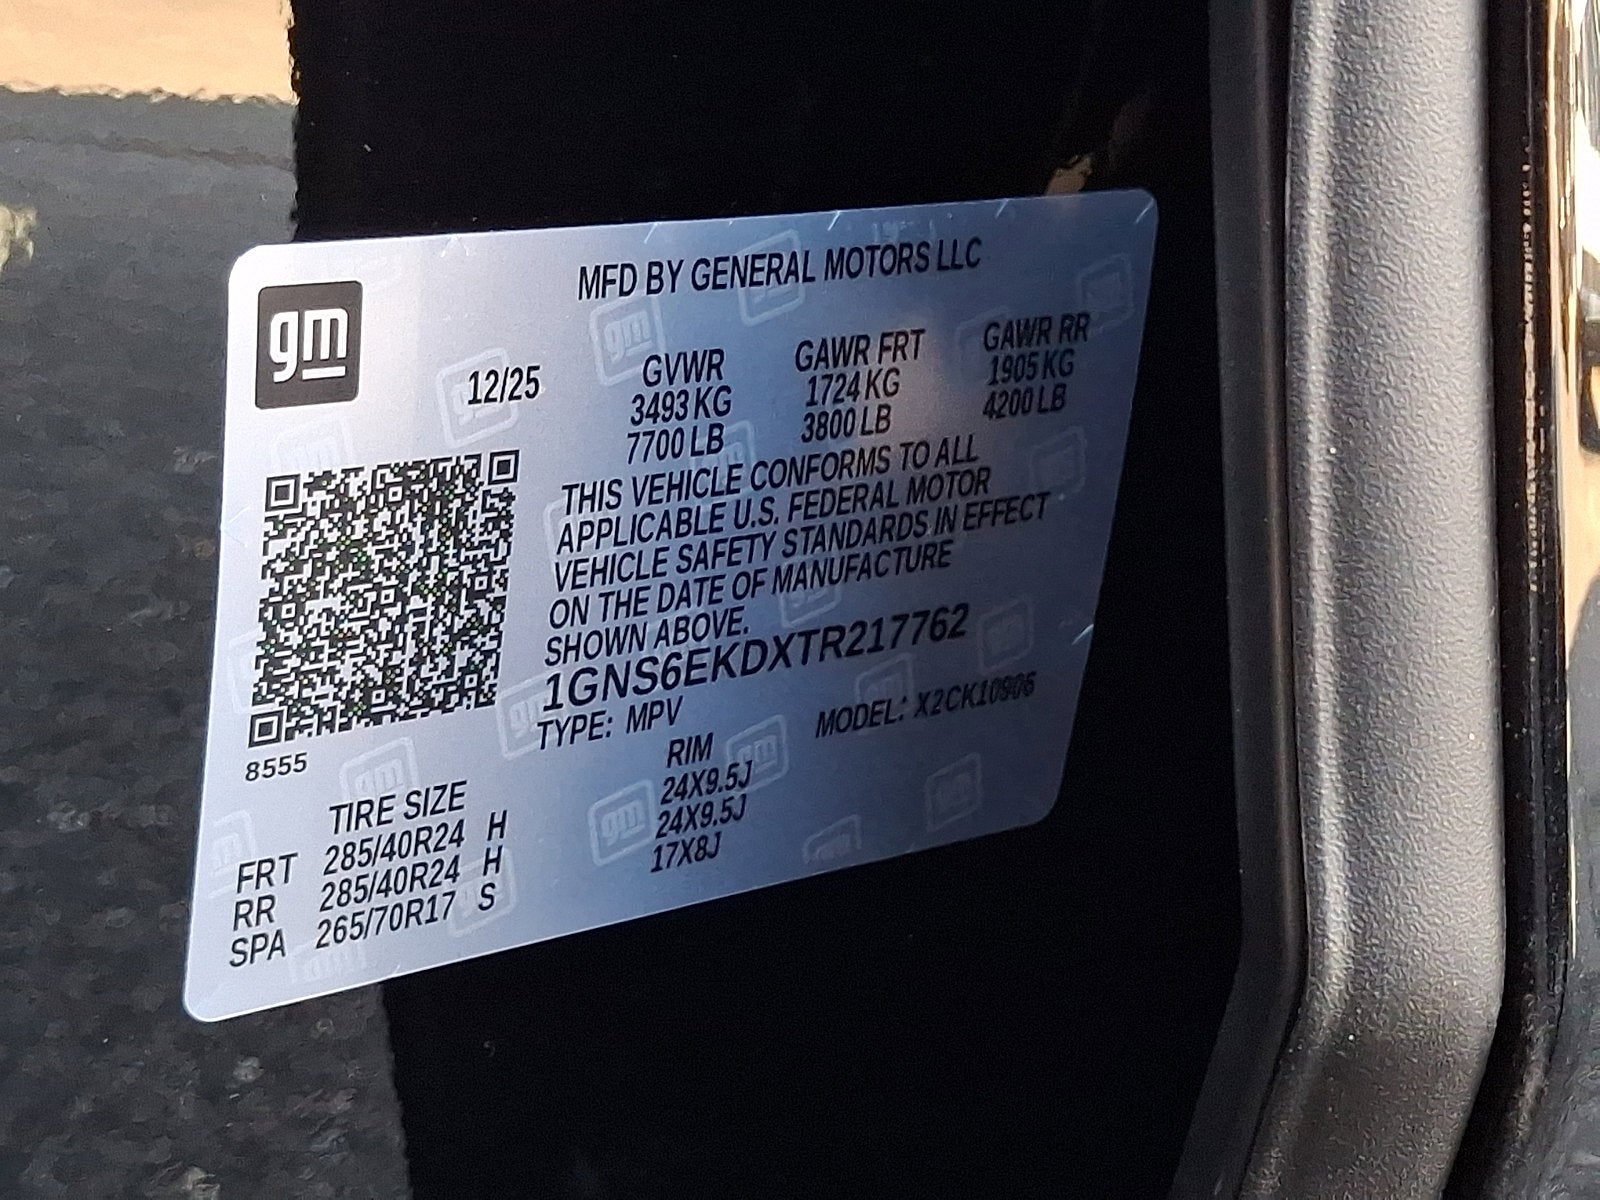 gm
MFD BY GENERAL MOTORS LLC
12/25
GVWR GAWR FRT GAWR RR
3493 KG 1724 KG 1905 KG
7700 LB 3800 LB 4200 LB
THIS VEHICLE CONFORMS TO ALL
APPLICABLE U.S. FEDERAL MOTOR
VEHICLE SAFETY STANDARDS IN EFFECT
ON THE DATE OF MANUFACTURE
SHOWN ABOVE.
1GNS6EKDXTR217762
TYPE: MPV MODEL: X2CK10906
8555
TIRE SIZE RIM
FRT 285/40R24 H 24X9.5J
RR 285/40R24 H 24X9.5J
SPA 265/70R17 S 17X8J